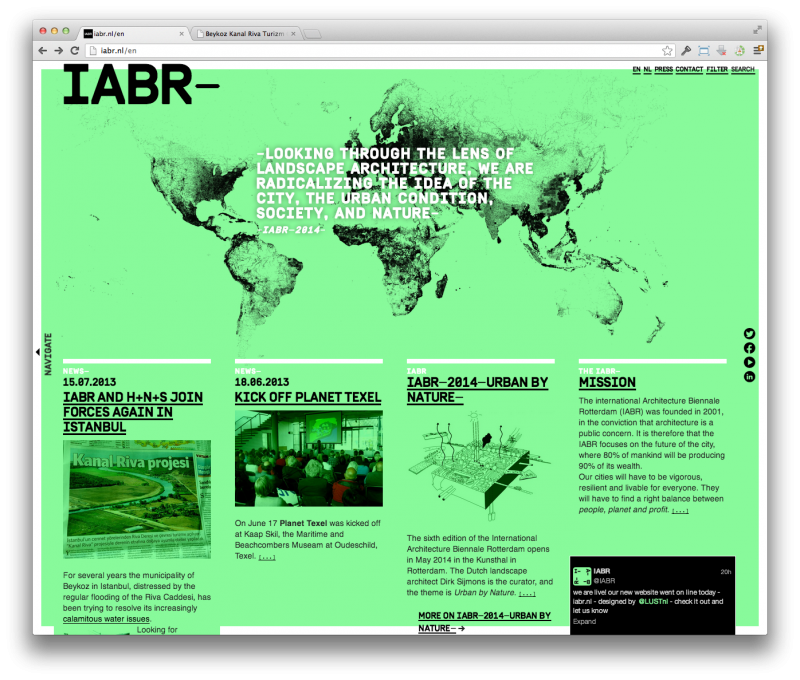 iabr.nl/en
Beykoz Kanal Riva Turizm
iabr.nl/en
IABR–
EN NL PRESS CONTACT FILTER SEARCH
–LOOKING THROUGH THE LENS OF
LANDSCAPE ARCHITECTURE, WE ARE
RADICALIZING THE IDEA OF THE
CITY, THE URBAN CONDITION,
SOCIETY, AND NATURE–
–IABR–2014–
NAVIGATE
NEWS–
15.07.2013
IABR AND H+N+S JOIN
FORCES AGAIN IN
ISTANBUL
Kanal Riva projesi
For several years the municipality of
Beykoz in Istanbul, distressed by the
regular flooding of the Riva Caddesi, has
been trying to resolve its increasingly
calamitous water issues.
Looking for
NEWS–
18.06.2013
KICK OFF PLANET TEXEL
On June 17 Planet Texel was kicked off
at Kaap Skil, the Maritime and
Beachcombers Museam at Oudeschild,
Texel. [...]
IABR
IABR–2014–URBAN BY
NATURE–
The sixth edition of the International
Architecture Biennale Rotterdam opens
in May 2014 in the Kunsthal in
Rotterdam. The Dutch landscape
architect Dirk Sijmons is the curator, and
the theme is Urban by Nature. [...]
MORE ON IABR–2014–URBAN BY
NATURE– →
THE IABR–
MISSION
The international Architecture Biennale
Rotterdam (IABR) was founded in 2001,
in the conviction that architecture is a
public concern. It is therefore that the
IABR focuses on the future of the city,
where 80% of mankind will be producing
90% of its wealth.
Our cities will have to be vigorous,
resilient and livable for everyone. They
will have to find a right balance between
people, planet and profit. [...]
IABR 20h
@IABR
we are live! our new website went on line today -
iabr.nl - designed by @LUSTnl - check it out and
let us know
Expand